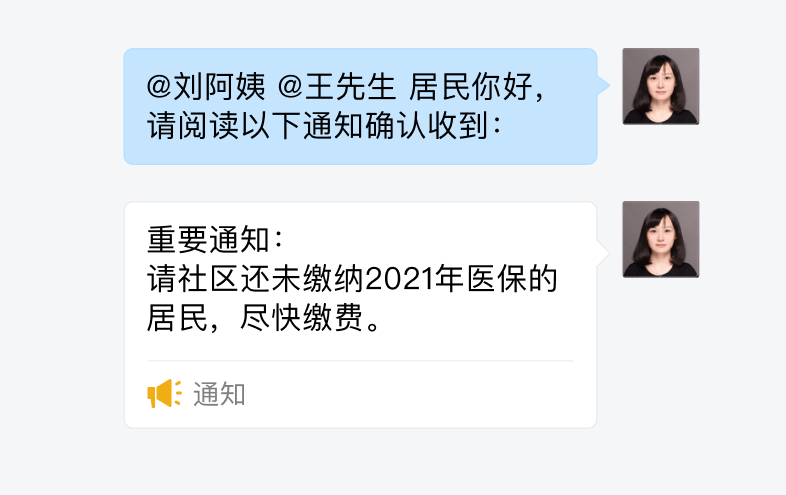 @刘阿姨 @王先生 居民你好，
请阅读以下通知确认收到：
重要通知：
请社区还未缴纳2021年医保的
居民，尽快缴费。
通知